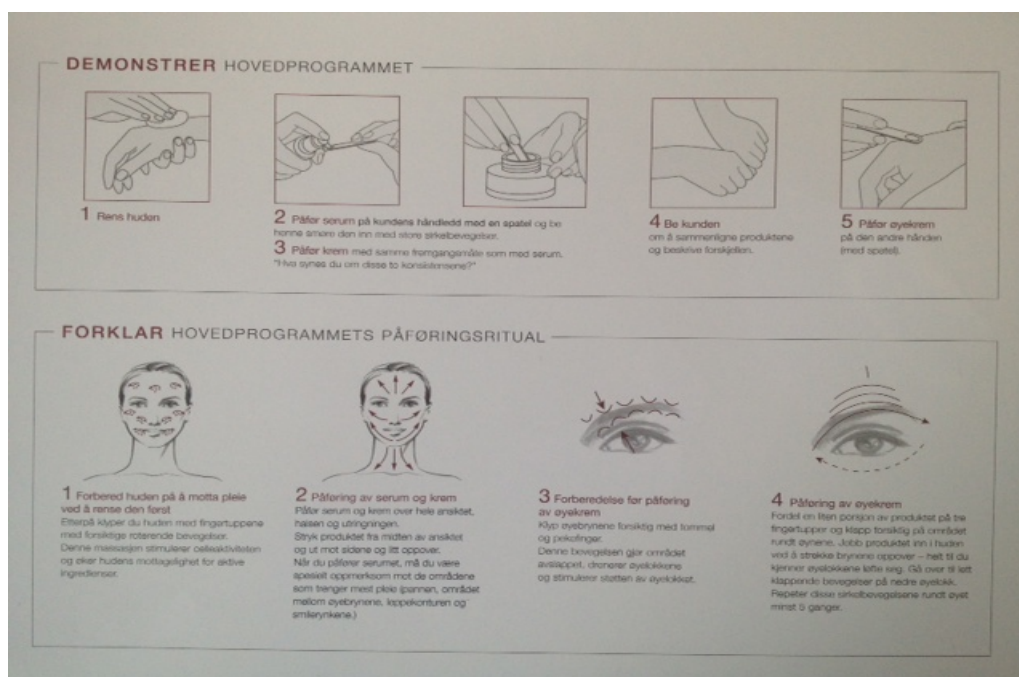 DEMONSTRER HOVEDPROGRAMMET
1 Rens huden
2 Påfør serum på kundens håndledd med en spatel og be
henne smøre den inn med store sirkelbevegelser.
3 Påfør krem med samme fremgangsmåte som med serum.
"Hva synes du om disse to konsistensene?"
4 Be kunden
om å sammenligne produktene
og beskrive forskjellen.
5 Påfør øyekrem
på den andre hånden
(med spatel).
FORKLAR HOVEDPROGRAMMETS PÅFØRINGSRITUAL
1 Forbered huden på å motta pleie
ved å rense den først
Etterpå klyper du huden med fingertuppene
med forsiktige roterende bevegelser.
Denne massasjen stimulerer celleaktiviteten
og øker hudens mottagelighet for aktive
ingredienser.
2 Påføring av serum og krem
Påfør serum og krem over hele ansiktet,
halsen og utringningen.
Stryk produktet fra midten av ansiktet
og ut mot sidene og litt oppover.
Når du påfører serumet, må du være
spesielt oppmerksom mot de områdene
som trenger mest pleie (pannen, området
mellom øyebrynene, leppekonturen og
smilerynkene.)
3 Forberedelse før påføring
av øyekrem
Klyp øyebrynene forsiktig med tommel
og pekefinger.
Denne bevegelsen gjør området
avslappet, drenerer øyelokkene
og stimulerer støtten av øyelokket.
4 Påføring av øyekrem
Fordel en liten porsjon av produktet på tre
fingertupper og klapp forsiktig på området
rundt øynene. Jobb produktet inn i huden
ved å strekke brynene oppover – helt til du
kjenner øyelokkene løfte seg. Gå over til lett
klappende bevegelser på nedre øyelokk.
Repeter disse sirkelbevegelsene rundt øyet
minst 5 ganger.